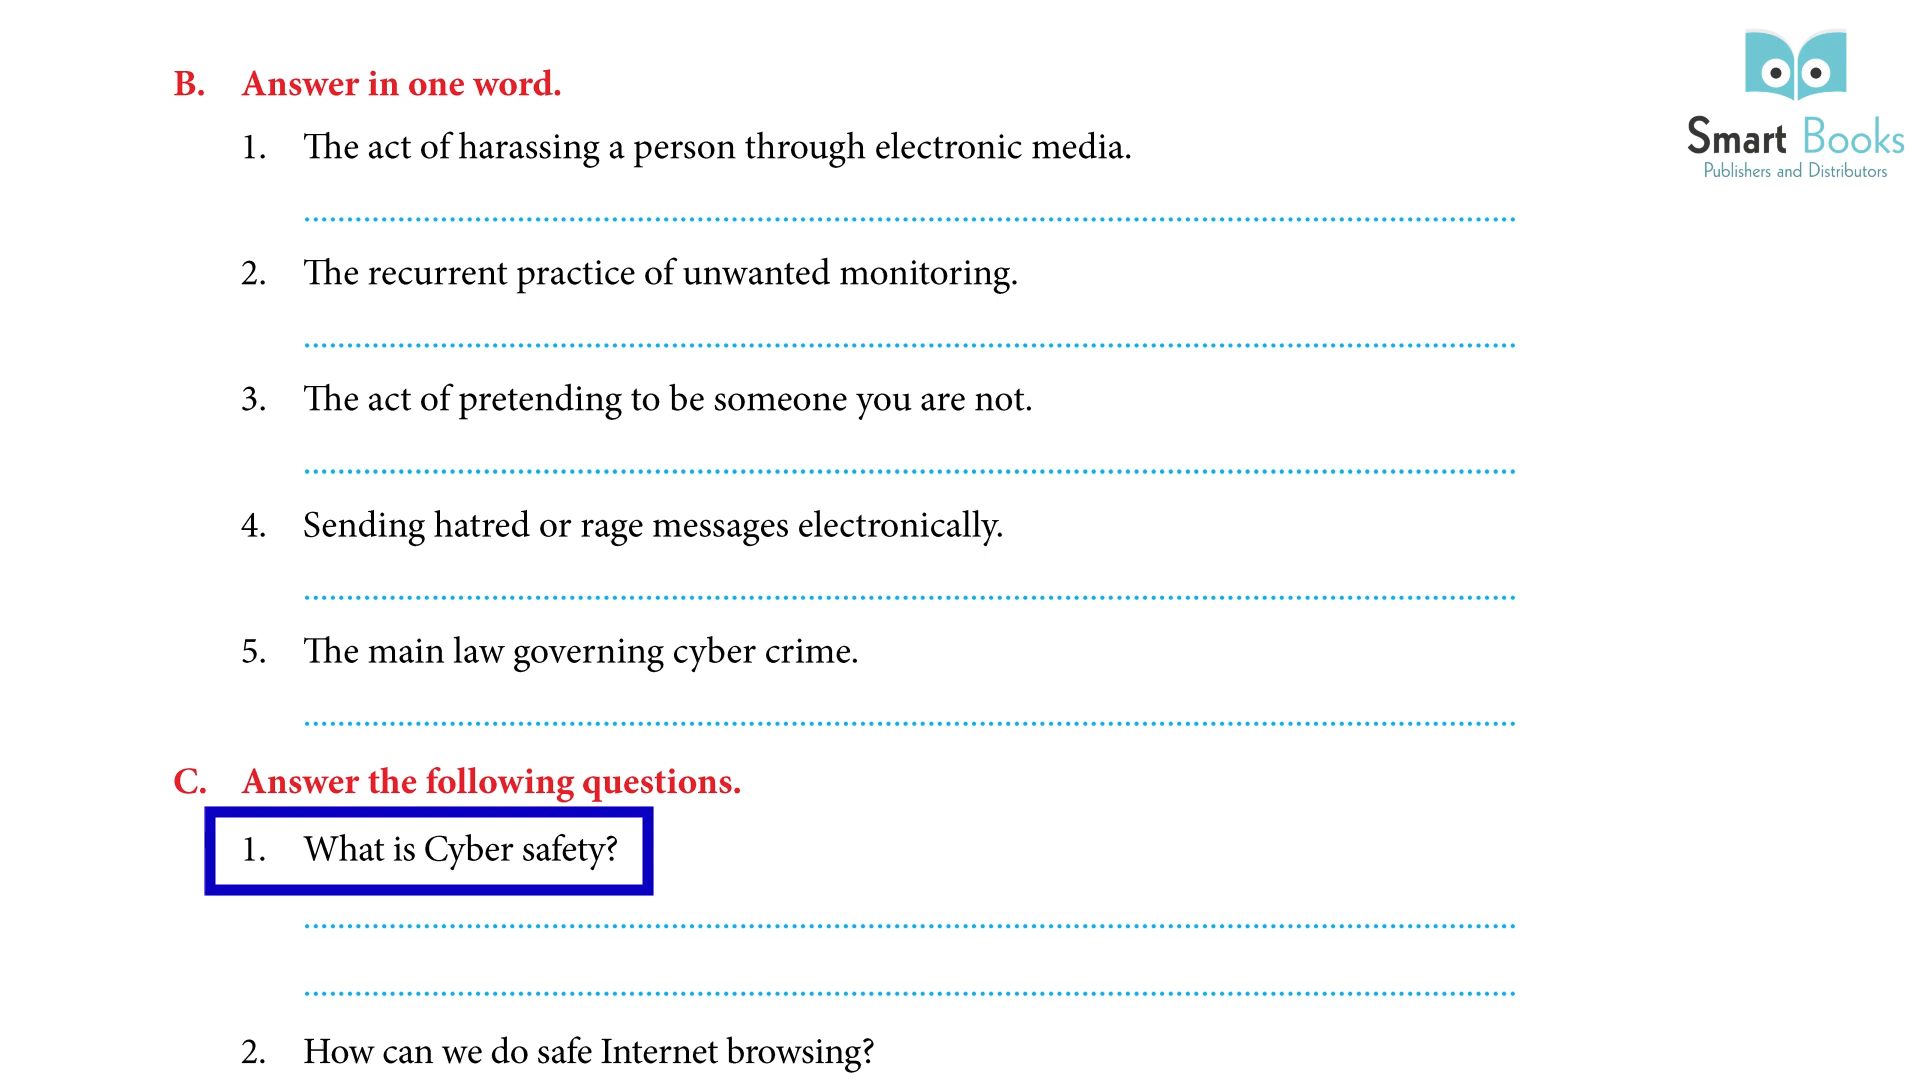 B. Answer in one word.
Smart Books
Publishers and Distributors
1. The act of harassing a person through electronic media.
2. The recurrent practice of unwanted monitoring.
3. The act of pretending to be someone you are not.
4. Sending hatred or rage messages electronically.
5. The main law governing cyber crime.
C. Answer the following questions.
1. What is Cyber safety?
2. How can we do safe Internet browsing?